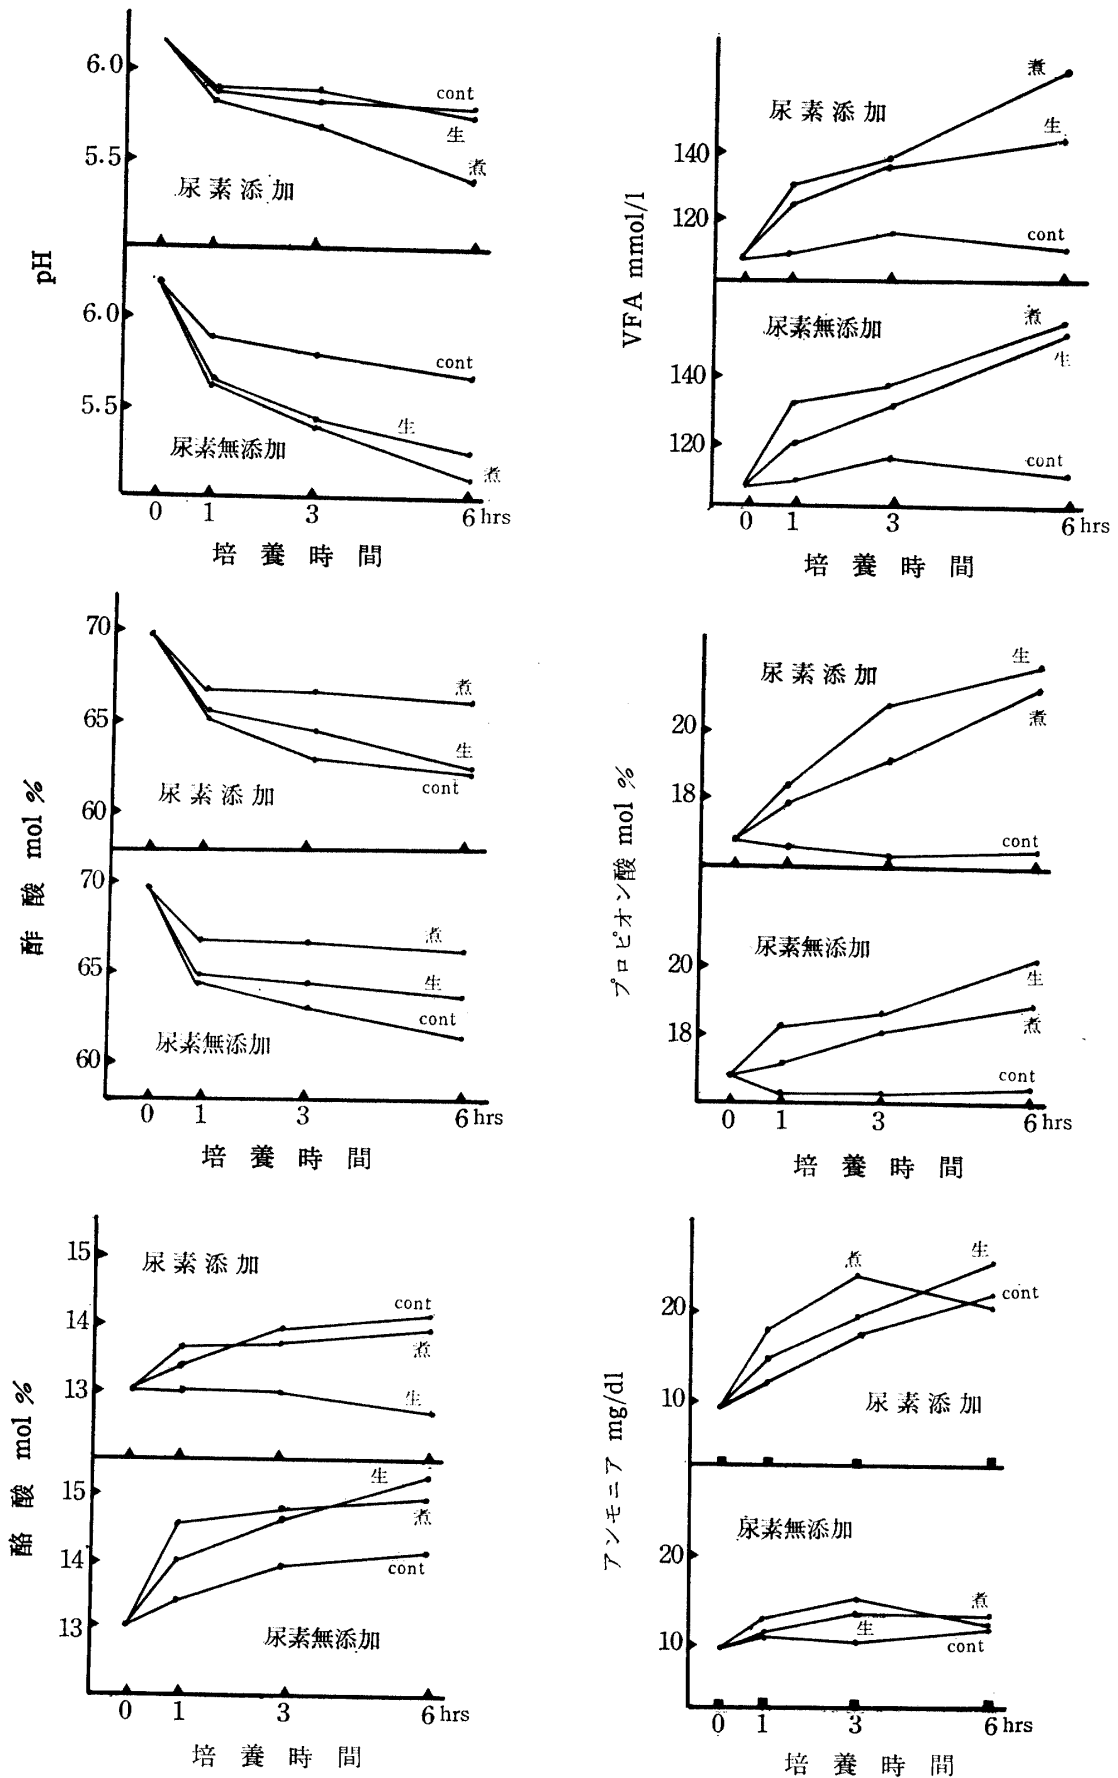 pH
6.0
5.5
cont
生
煮
尿素添加
6.0
5.5
cont
生
煮
尿素無添加
0 1 3 6 hrs
培養時間
VFA mmol/l
140
120
煮
生
cont
尿素添加
140
120
煮
生
cont
尿素無添加
0 1 3 6 hrs
培養時間
酢酸 mol %
70
65
60
煮
生
cont
尿素添加
70
65
60
煮
生
cont
尿素無添加
0 1 3 6 hrs
培養時間
プロピオン酸 mol %
20
18
生
煮
cont
尿素添加
20
18
生
煮
cont
尿素無添加
0 1 3 6 hrs
培養時間
酪酸 mol %
15
14
13
cont
煮
生
尿素添加
15
14
13
生
煮
cont
尿素無添加
0 1 3 6 hrs
培養時間
アンモニア mg/dl
20
10
煮
生
cont
尿素添加
20
10
煮
生
cont
尿素無添加
0 1 3 6 hrs
培養時間